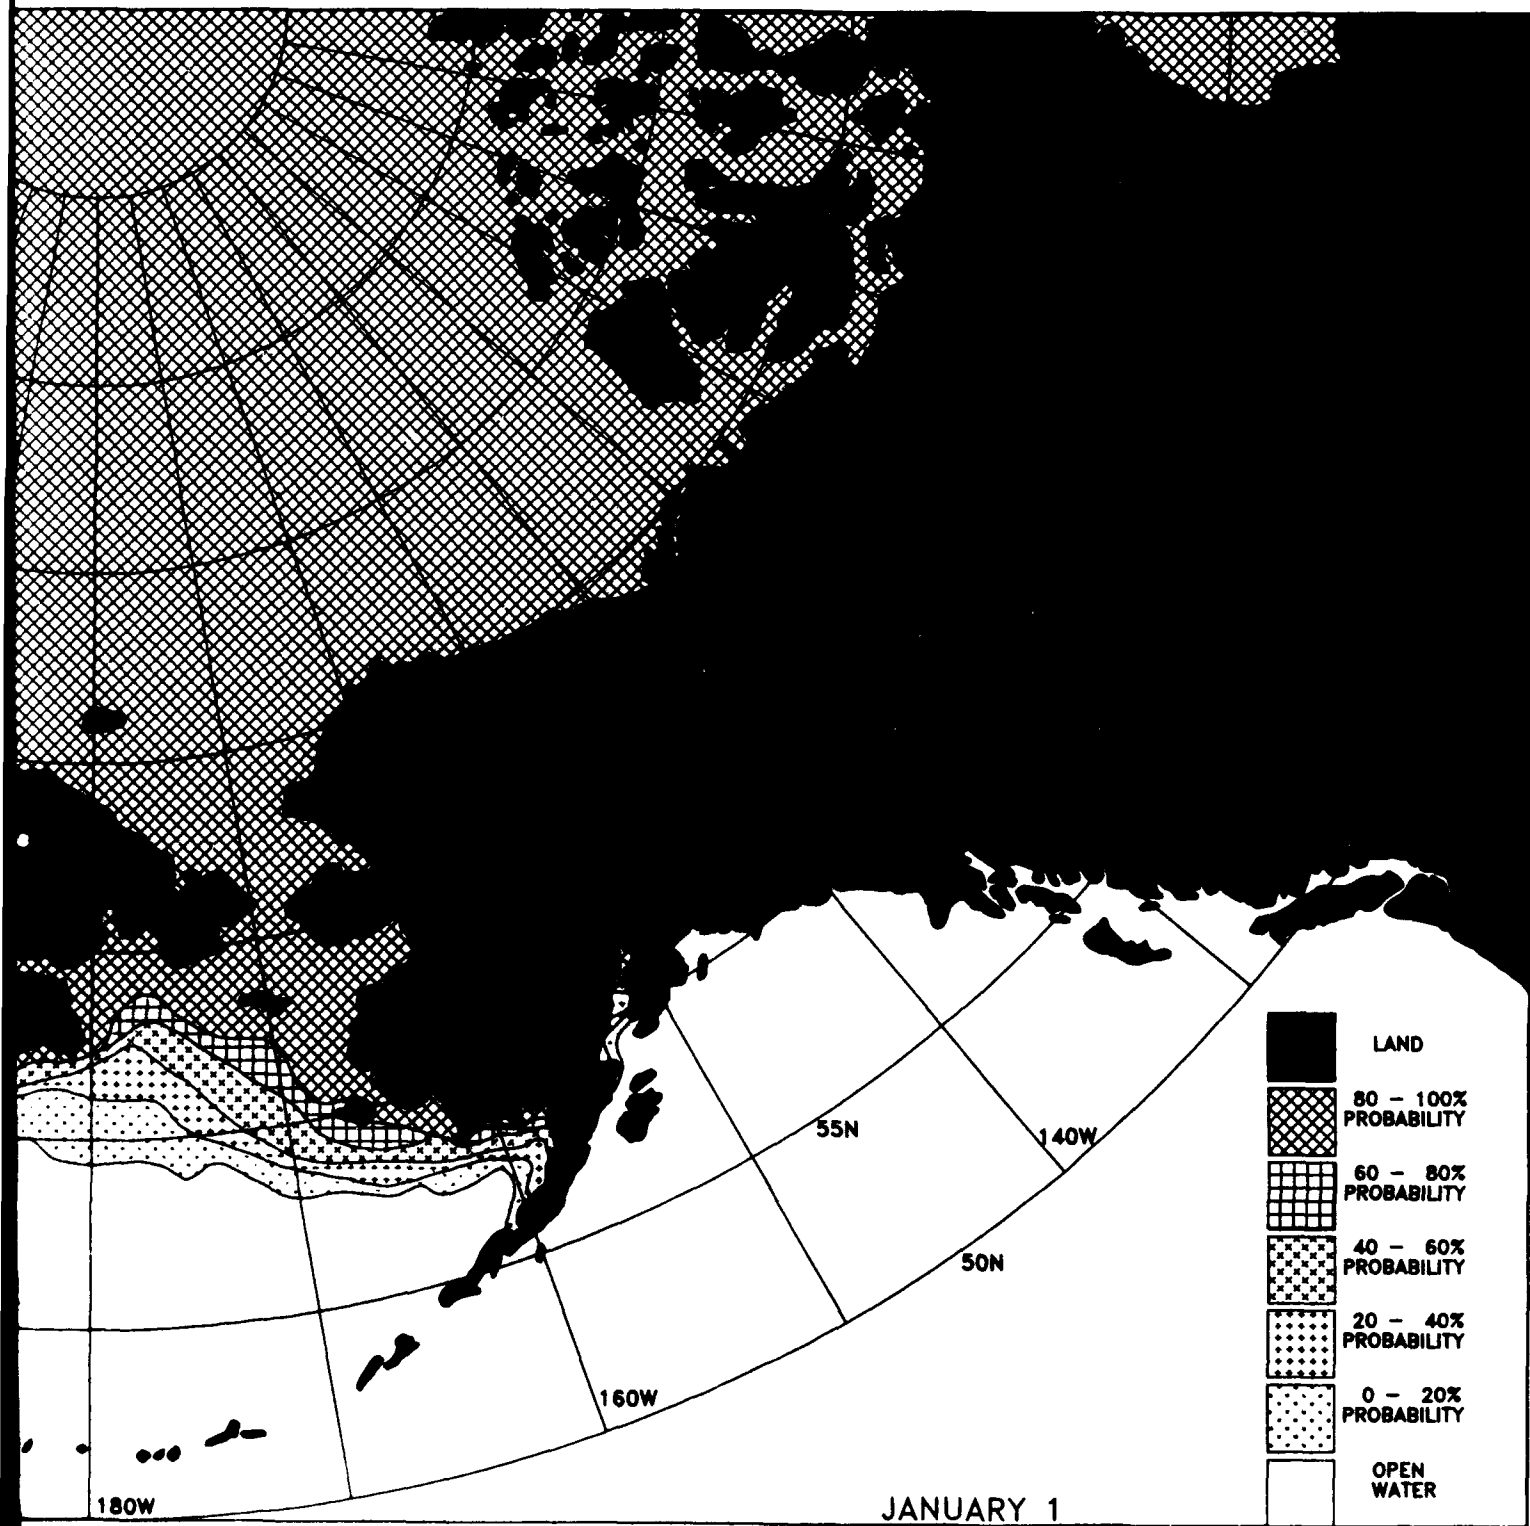 LAND
80 - 100%
PROBABILITY
60 - 80%
PROBABILITY
55N
140W
40 - 60%
PROBABILITY
50N
20 - 40%
PROBABILITY
160W
0 - 20%
PROBABILITY
OPEN
WATER
180W
JANUARY 1